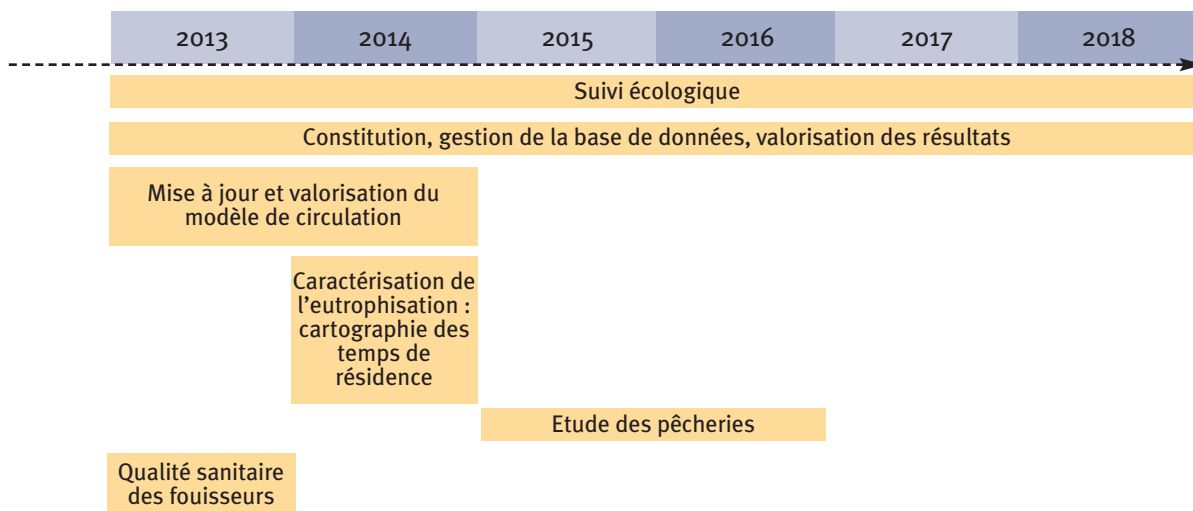 2013 2014 2015 2016 2017 2018
Suivi écologique
Constitution, gestion de la base de données, valorisation des résultats
Mise à jour et valorisation du
modèle de circulation
Caractérisation de
l'eutrophisation :
cartographie des
temps de
résidence
Etude des pêcheries
Qualité sanitaire
des fouisseurs